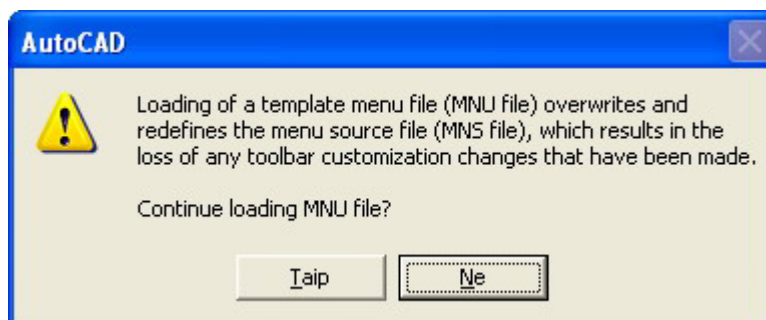 AutoCAD
Loading of a template menu file (MNU file) overwrites and
redefines the menu source file (MNS file), which results in the
loss of any toolbar customization changes that have been made.
Continue loading MNU file?
Taip
Ne